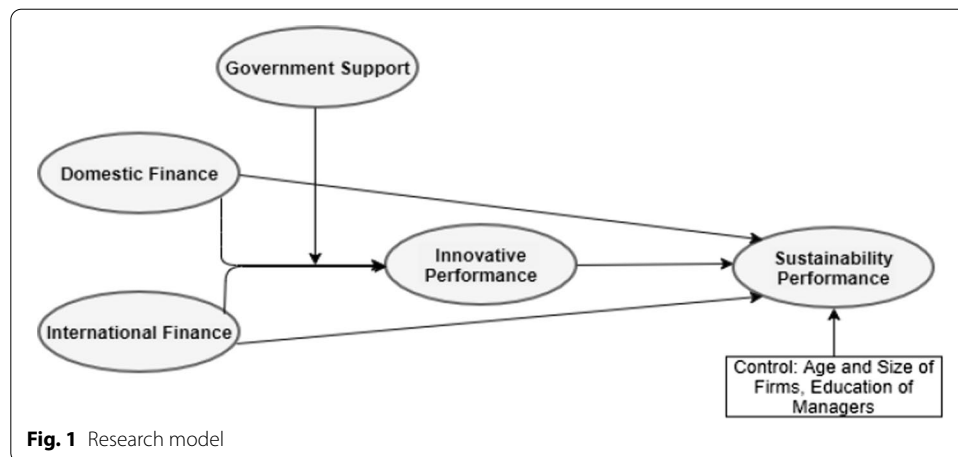 Government Support
Domestic Finance
Innovative
Performance
Sustainability
Performance
International Finance
Control: Age and Size of
Firms, Education of
Managers
Fig. 1 Research model